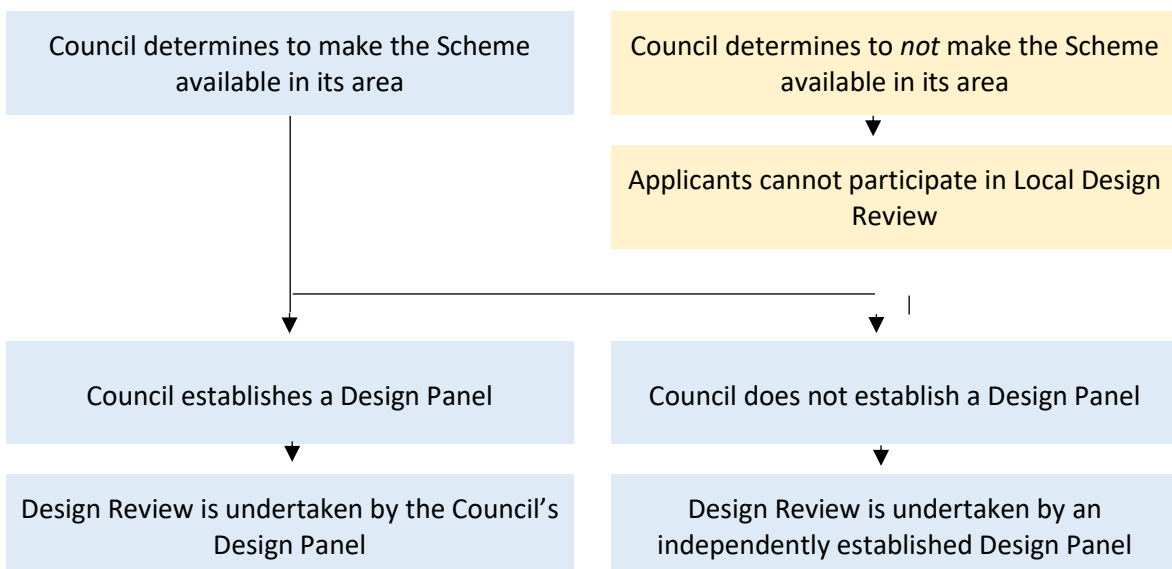 Council determines to make the Scheme
available in its area
Council determines to not make the Scheme
available in its area
Applicants cannot participate in Local Design
Review
Council establishes a Design Panel
Council does not establish a Design Panel
Design Review is undertaken by the Council’s
Design Panel
Design Review is undertaken by an
independently established Design Panel